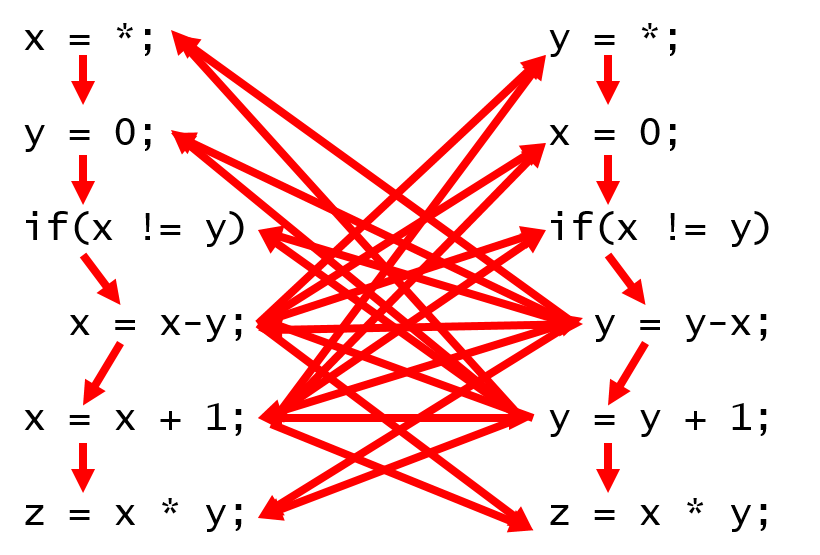 x = *;
y = 0;
if(x != y)
x = x-y;
x = x + 1;
z = x * y;
y = *;
x = 0;
if(x != y)
y = y-x;
y = y + 1;
z = x * y;